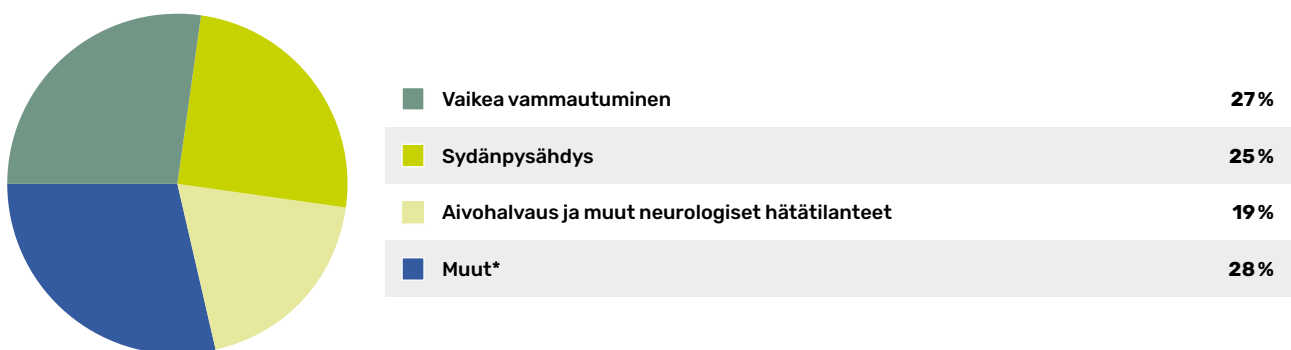 Vaikea vammautuminen 27 %
Sydänpysähdys 25 %
Aivohalvaus ja muut neurologiset hätätilanteet 19 %
Muut* 28 %